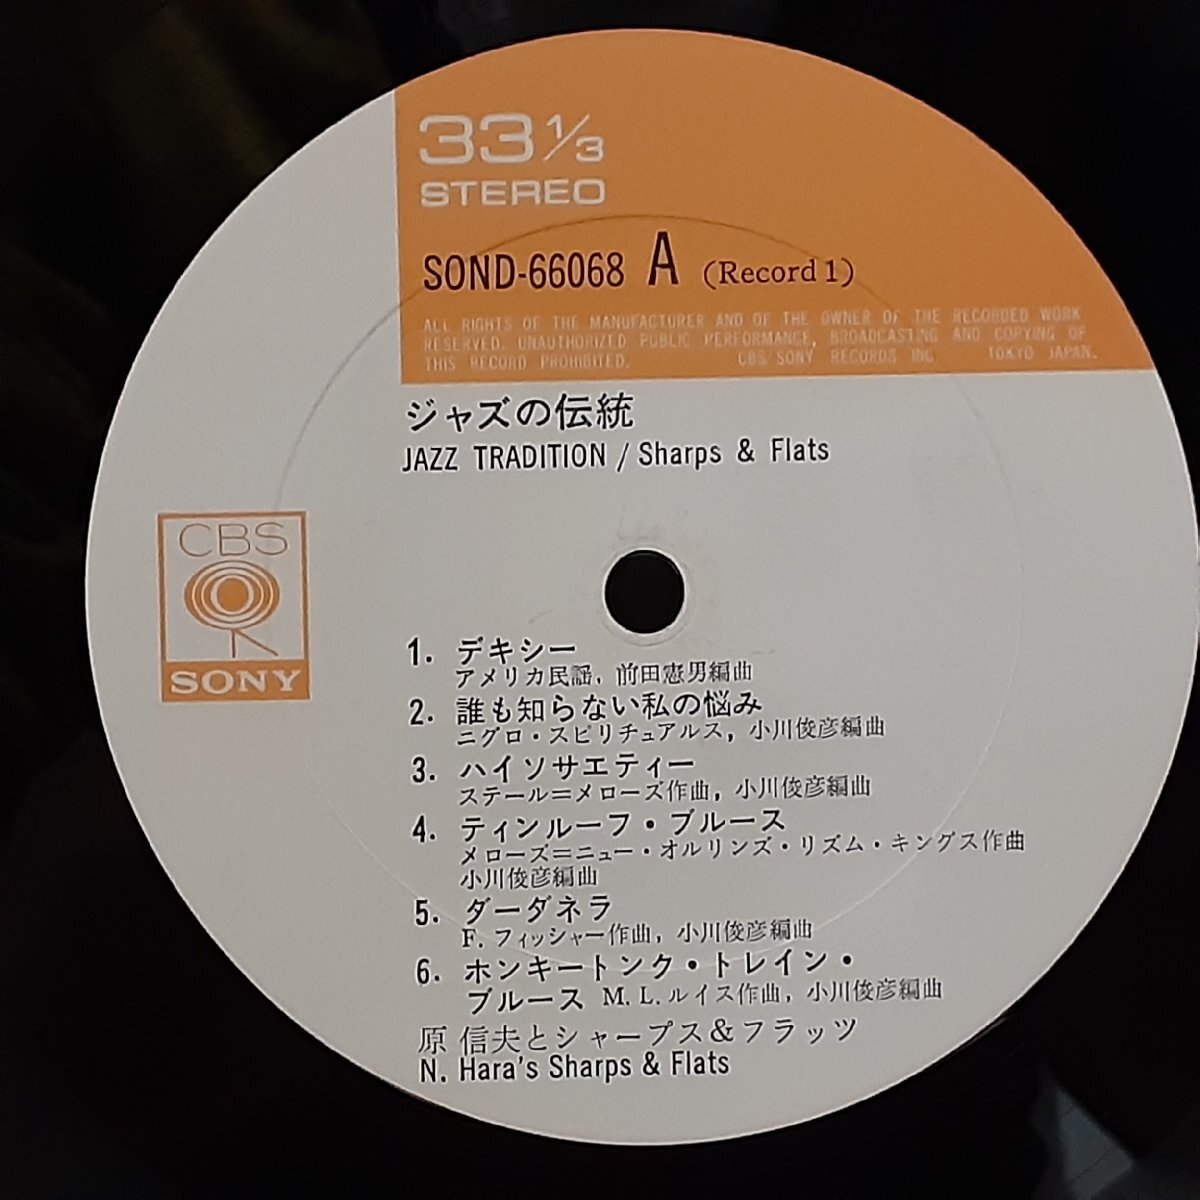 33 1/3
STEREO
SOND-66068 A (Record 1)
ALL RIGHTS OF THE MANUFACTURER AND OF THE OWNER OF THE RECORDED WORK
RESERVED. UNAUTHORIZED PUBLIC PERFORMANCE, BROADCASTING AND COPYING OF
THIS RECORD PROHIBITED. CBS/SONY RECORDS INC. TOKYO JAPAN.
ジャズの伝統
JAZZ TRADITION / Sharps & Flats
CBS
SONY
1. デキシー
アメリカ民謡, 前田憲男編曲
2. 誰も知らない私の悩み
ニグロ・スピリチュアルス, 小川俊彦編曲
3. ハイソサエティー
ステール=メローズ作曲, 小川俊彦編曲
4. ティンルーフ・ブルース
メローズ=ニュー・オルリンズ・リズム・キングス作曲
小川俊彦編曲
5. ダーダネラ
F. フィッシャー作曲, 小川俊彦編曲
6. ホンキートンク・トレイン・
ブルース M. L. ルイス作曲, 小川俊彦編曲
原 信夫とシャープス&フラッツ
N. Hara's Sharps & Flats